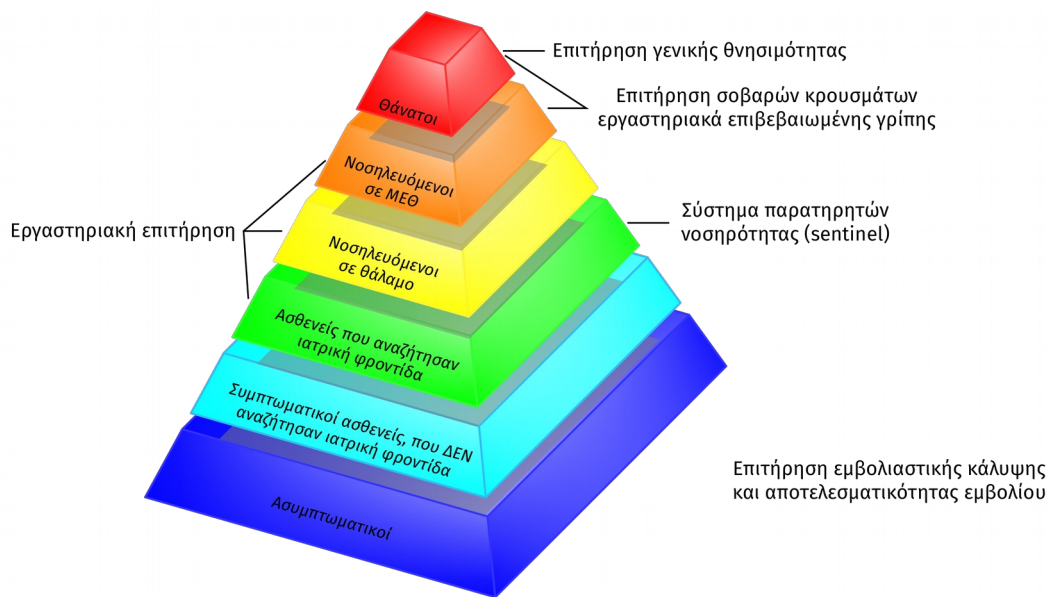 Επιτήρηση γενικής θνησιμότητας
Θάνατοι
Επιτήρηση σοβαρών κρουσμάτων
εργαστηριακά επιβεβαιωμένης γρίπης
Νοσηλευόμενοι
σε ΜΕΘ
Εργαστηριακή επιτήρηση
Σύστημα παρατηρητών
νοσηρότητας (sentinel)
Νοσηλευόμενοι
σε θάλαμο
Ασθενείς που αναζήτησαν
ιατρική φροντίδα
Συμπτωματικοί ασθενείς, που ΔΕΝ
αναζήτησαν ιατρική φροντίδα
Επιτήρηση εμβολιαστικής κάλυψης
και αποτελεσματικότητας εμβολίου
Ασυμπτωματικοί